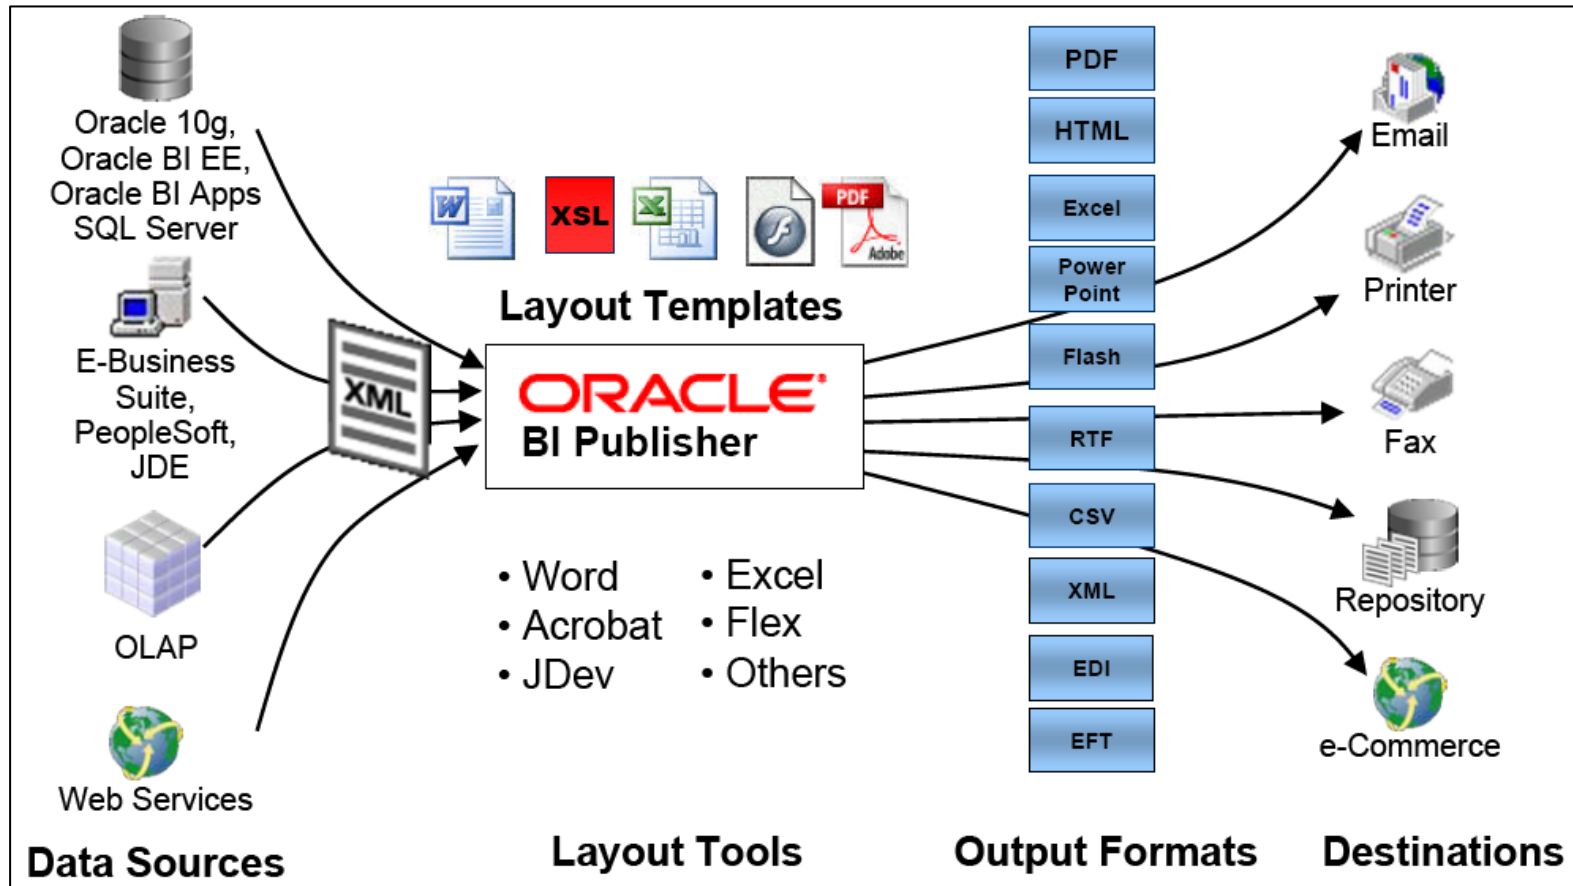 Oracle 10g,
Oracle BI EE,
Oracle BI Apps
SQL Server
E-Business
Suite,
PeopleSoft,
JDE
OLAP
Web Services
Data Sources
XML
W
XSL
X
PDF
Adobe
Layout Templates
ORACLE®
BI Publisher
• Word
• Acrobat
• JDev
• Excel
• Flex
• Others
Layout Tools
PDF
HTML
Excel
Power
Point
Flash
RTF
CSV
XML
EDI
EFT
Output Formats
Email
Printer
Fax
Repository
e-Commerce
Destinations